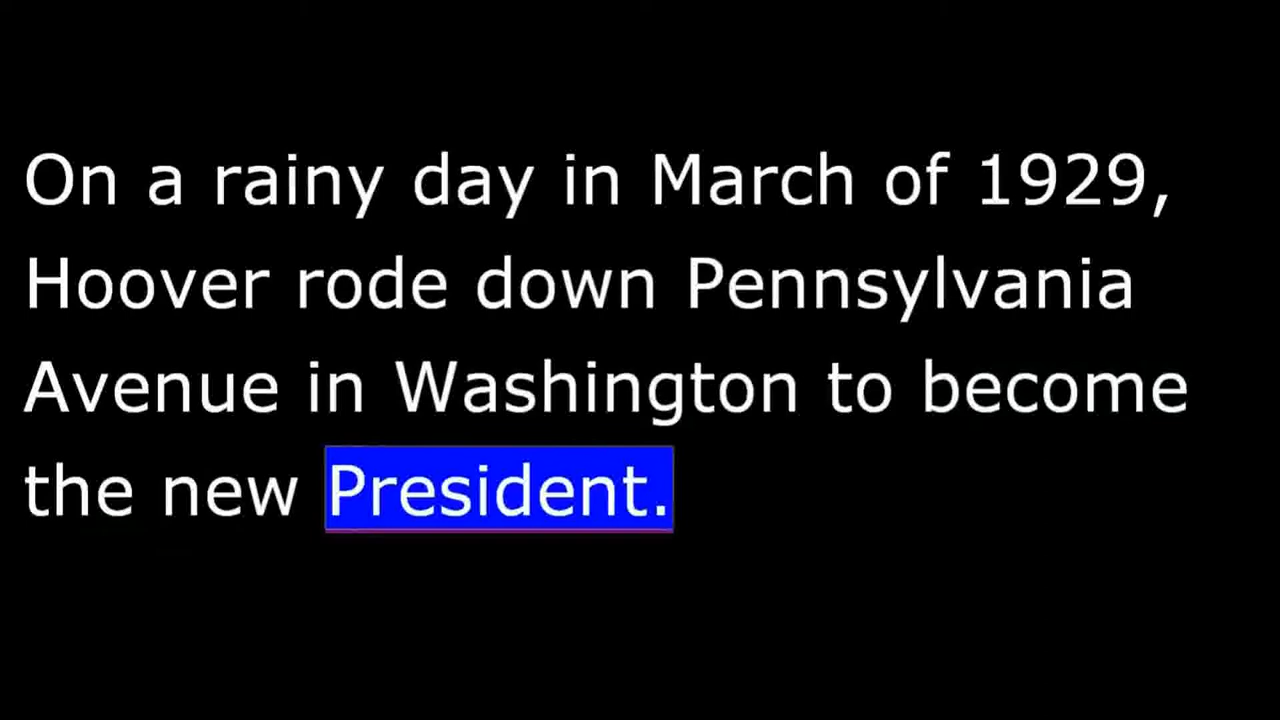 On a rainy day in March of 1929,
Hoover rode down Pennsylvania
Avenue in Washington to become
the new President.